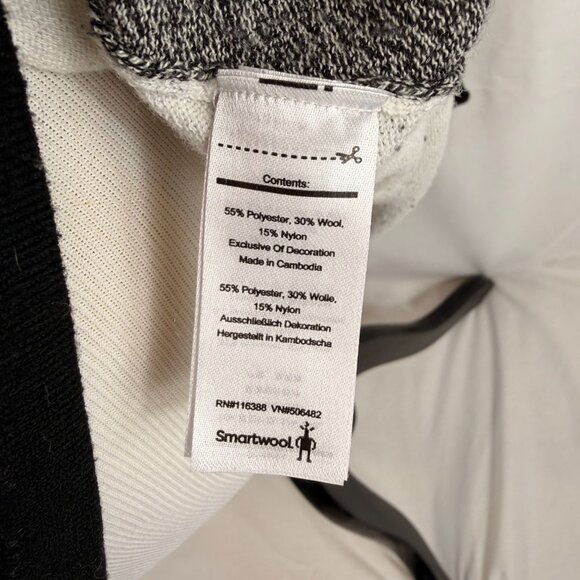 Contents:
55% Polyester, 30% Wool,
15% Nylon
Exclusive Of Decoration
Made in Cambodia
55% Polyester, 30% Wolle,
15% Nylon
Ausschließlich Dekoration
Hergestellt in Kambodscha
RN#116388 VN#506482
Smartwool